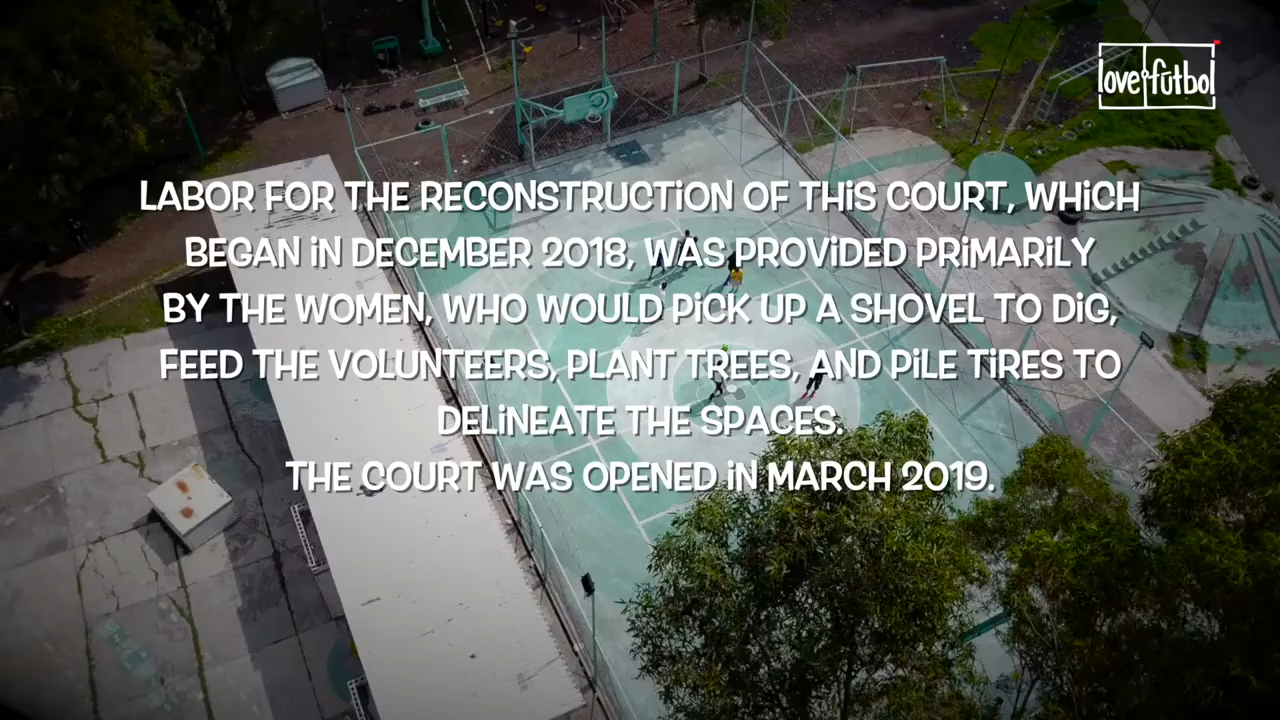 love fútbol
LABOR FOR THE RECONSTRUCTiON OF THiS COURT, WHiCH
BEGAN iN DECEMBER 2018, WAS PROViDED PRiMARiLY
BY THE WOMEN, WHO WOULD PiCK UP A SHOVEL TO DiG,
FEED THE VOLUNTEERS, PLANT TREES, AND PiLE TiRES TO
DELiNEATE THE SPACES.
THE COURT WAS OPENED iN MARCH 2019.